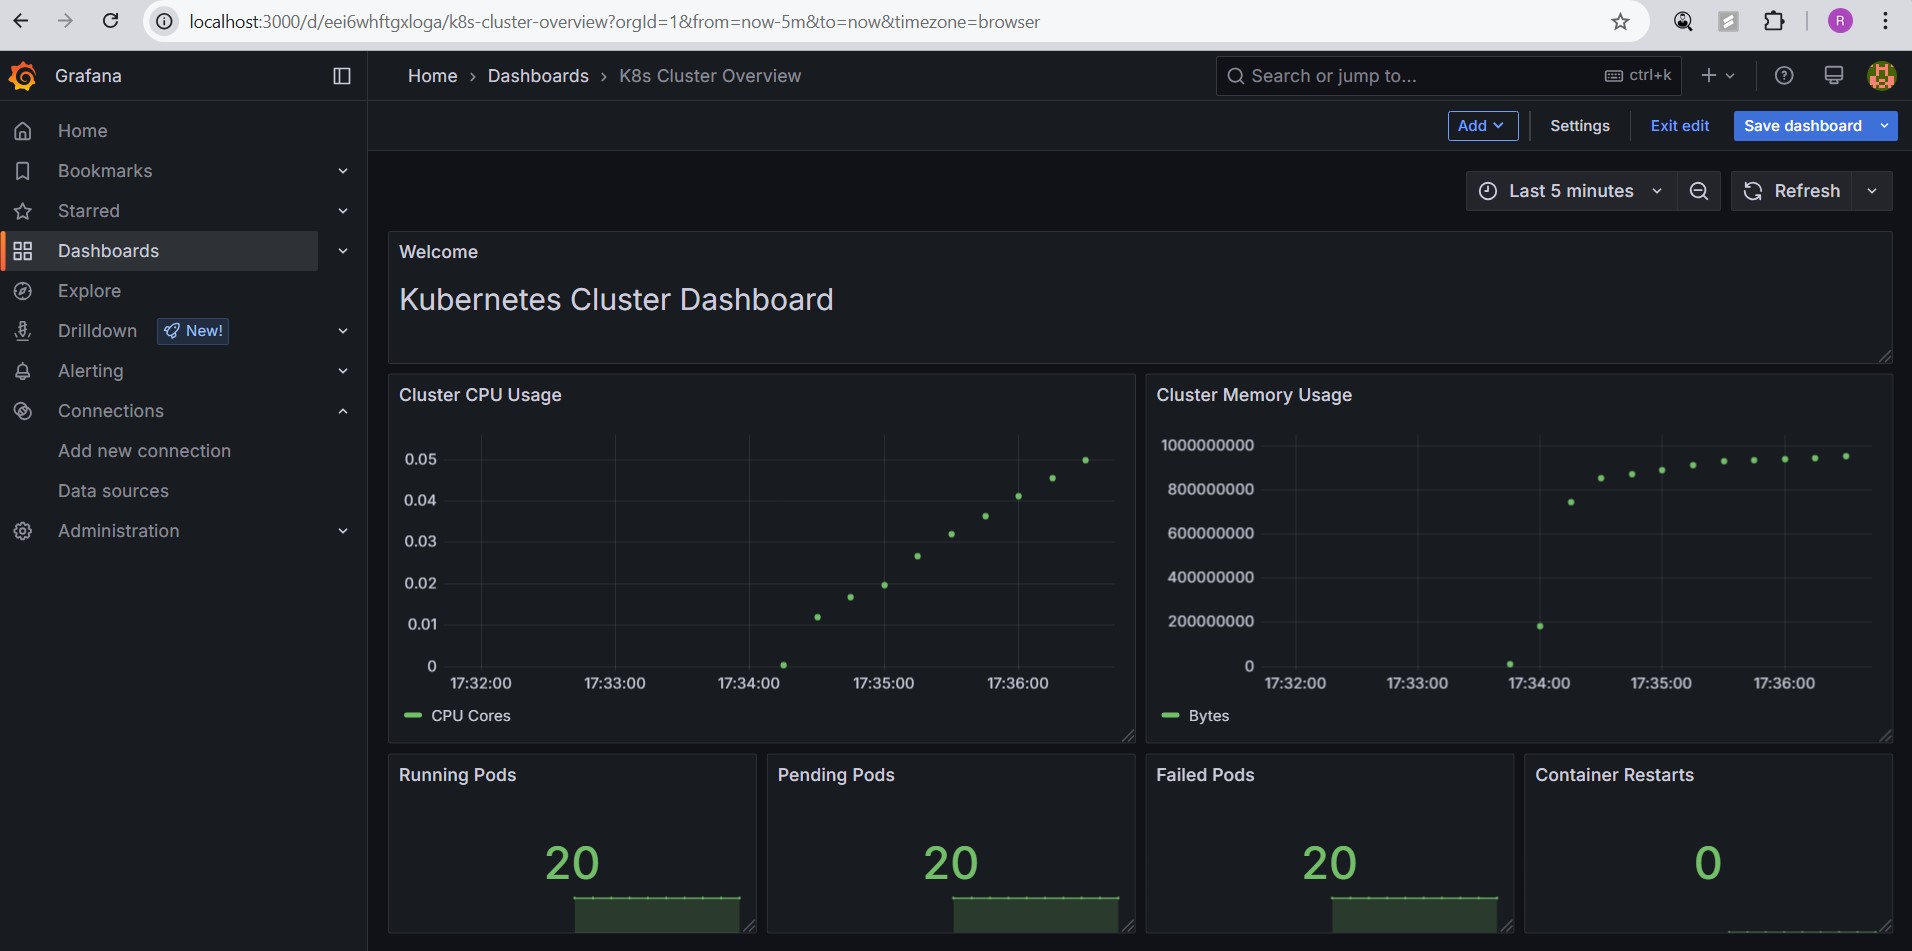 localhost:3000/d/eei6whftgxloga/k8s-cluster-overview?orgId=1&from=now-5m&to=now&timezone=browser
R
Grafana
Home › Dashboards › K8s Cluster Overview
Search or jump to...
ctrl+k
Add
Settings
Exit edit
Save dashboard
Home
Bookmarks
Starred
Dashboards
Explore
Drilldown
New!
Alerting
Connections
Add new connection
Data sources
Administration
Last 5 minutes
Refresh
Welcome
Kubernetes Cluster Dashboard
Cluster CPU Usage
0.05
0.04
0.03
0.02
0.01
0
17:32:00 17:33:00 17:34:00 17:35:00 17:36:00
CPU Cores
Cluster Memory Usage
1000000000
800000000
600000000
400000000
200000000
0
17:32:00 17:33:00 17:34:00 17:35:00 17:36:00
Bytes
Running Pods
20
Pending Pods
20
Failed Pods
20
Container Restarts
0